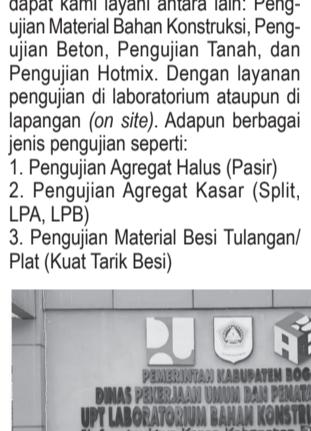 dapat kami layani antara lain: Peng-
ujian Material Bahan Konstruksi, Peng-
ujian Beton, Pengujian Tanah, dan
Pengujian Hotmix. Dengan layanan
pengujian di laboratorium ataupun di
lapangan (on site). Adapun berbagai
jenis pengujian seperti:
1. Pengujian Agregat Halus (Pasir)
2. Pengujian Agregat Kasar (Split,
LPA, LPB)
3. Pengujian Material Besi Tulangan/
Plat (Kuat Tarik Besi)
PEMERINTAH KABUPATEN BOG
DINAS PEKERJAAN UMUM DAN PENAT
UPT LABORATORIUM BAHAN KONSTRU